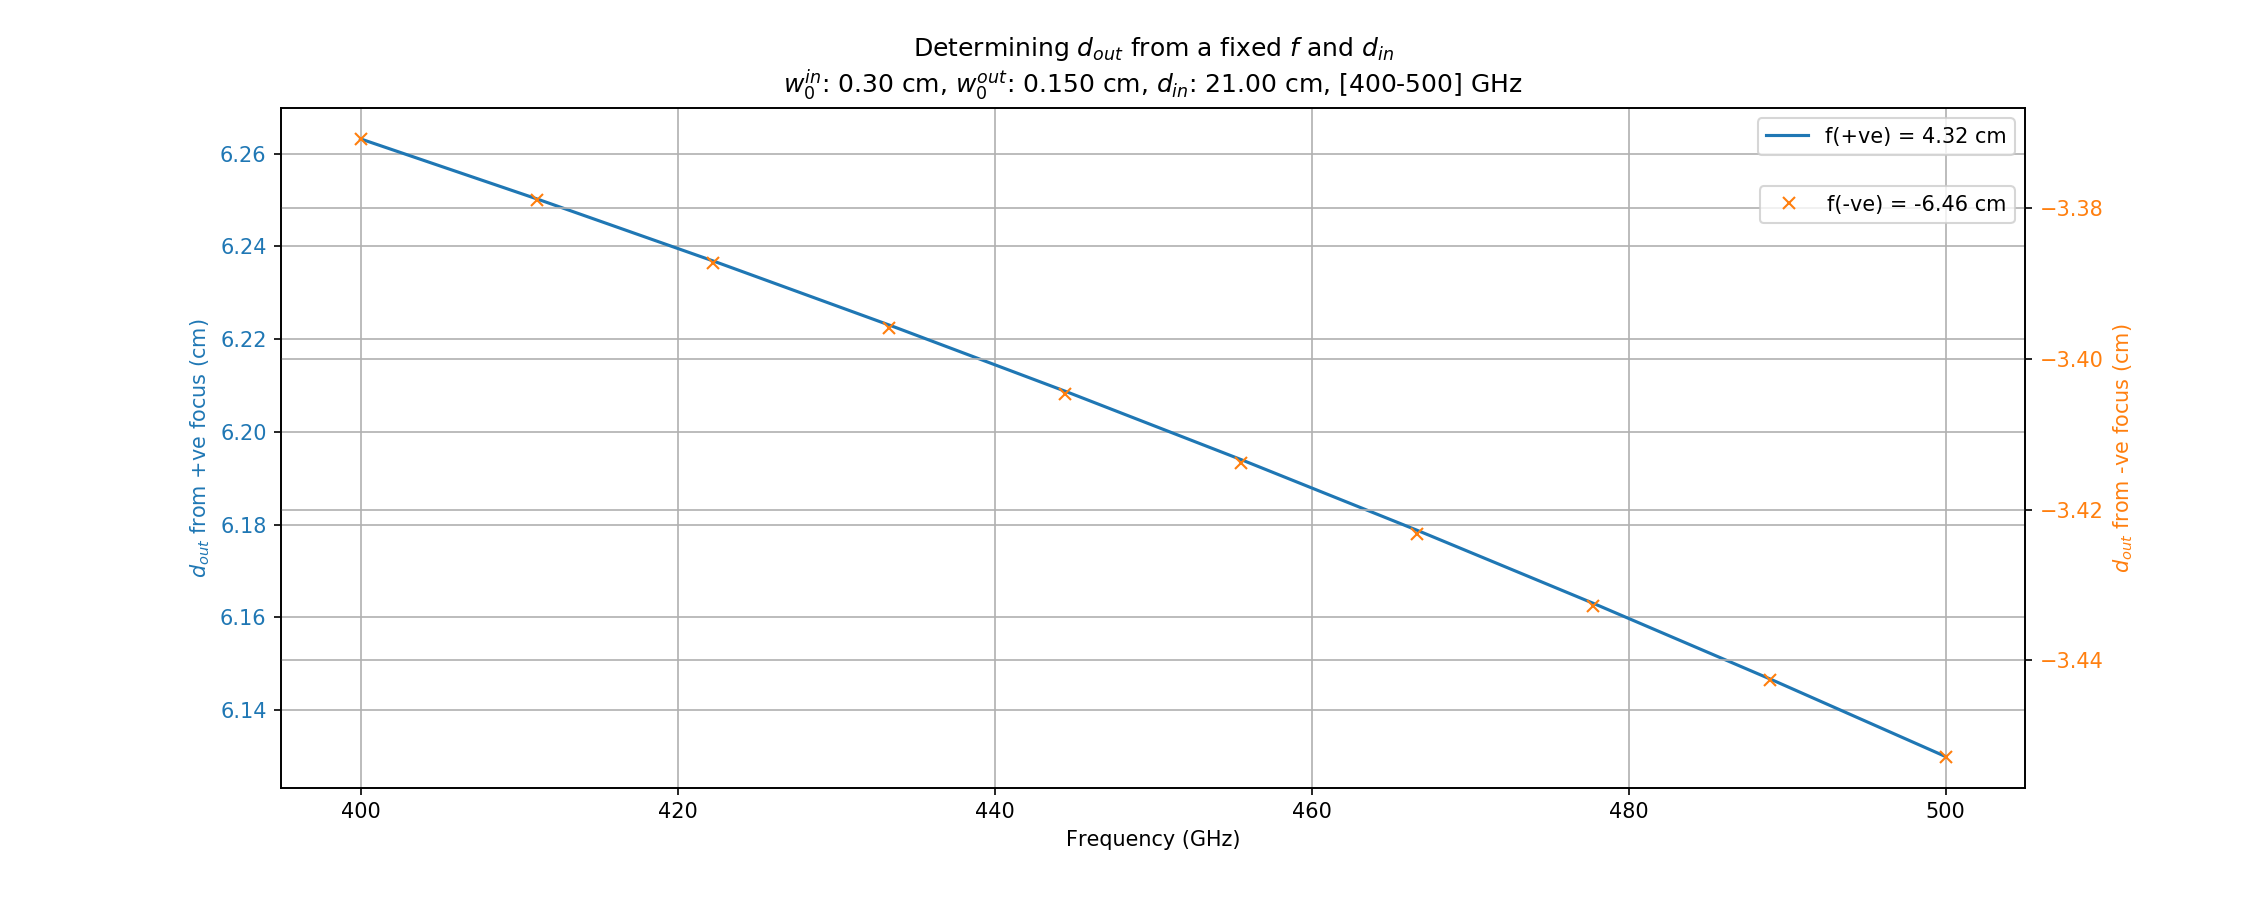 Determining d_out from a fixed f and d_in
w_0^in: 0.30 cm, w_0^out: 0.150 cm, d_in: 21.00 cm, [400-500] GHz
f(+ve) = 4.32 cm
f(-ve) = -6.46 cm
d_out from +ve focus (cm)
6.26
6.24
6.22
6.20
6.18
6.16
6.14
−3.38
−3.40
−3.42
−3.44
d_out from -ve focus (cm)
400 420 440 460 480 500
Frequency (GHz)